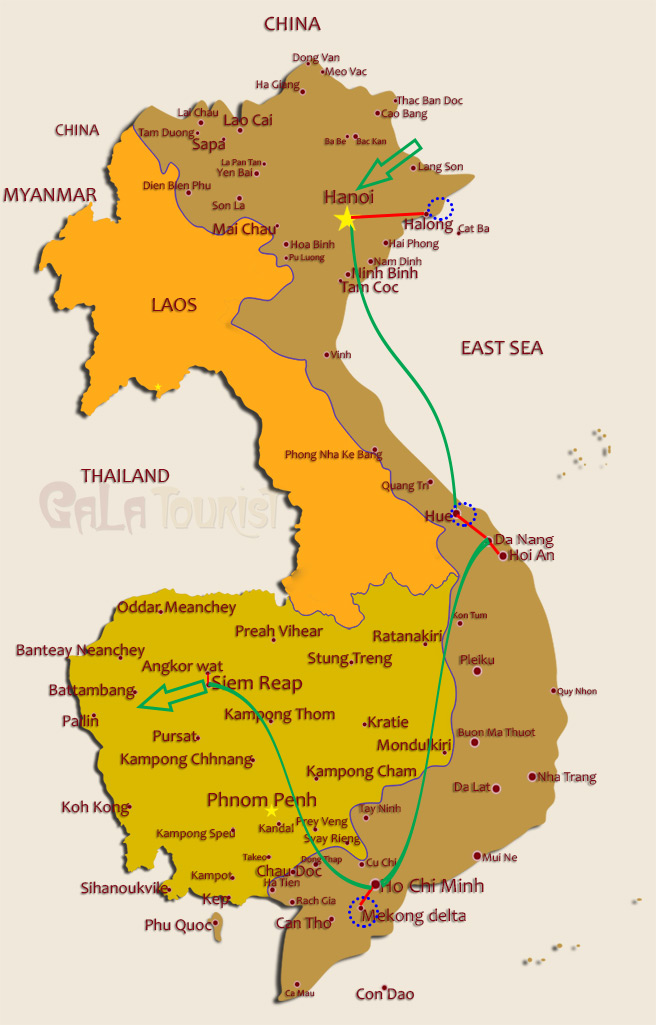 CHINA
Dong Van
Meo Vac
Ha Giang
Thac Ban Doc
Cao Bang
Lai Chau
Lao Cai
CHINA
Tam Duong
Sapa
Ba Be
Bac Kan
La Pan Tan
Yen Bai
Lang Son
Dien Bien Phu
MYANMAR
Hanoi
Son La
Mai Chau
Halong
Cat Ba
Hoa Binh
Hai Phong
Pu Luong
Nam Dinh
Ninh Binh
Tam Coc
LAOS
EAST SEA
Vinh
Phong Nha Ke Bang
THAILAND
Quang Tri
GaLa Tourist
Hue
Da Nang
Hoi An
Oddar Meanchey
Kon Tum
Preah Vihear
Ratanakiri
Banteay Neanchey
Stung Treng
Pleiku
Angkor wat
Siem Reap
Battambang
Quy Nhon
Pailin
Kampong Thom
Kratie
Pursat
Buon Ma Thuot
Mondulkiri
Kampong Chhnang
Kampong Cham
Nha Trang
Da Lat
Phnom Penh
Koh Kong
Tay Ninh
Kampong Speu
Kandal
Prey Veng
Svay Rieng
Takeo
Dong Thap
Cu Chi
Mui Ne
Kampot
Chau Doc
Sihanoukvile
Ha Tien
Ho Chi Minh
Kep
Rach Gia
Phu Quoc
Can Tho
Mekong delta
Ca Mau
Con Dao